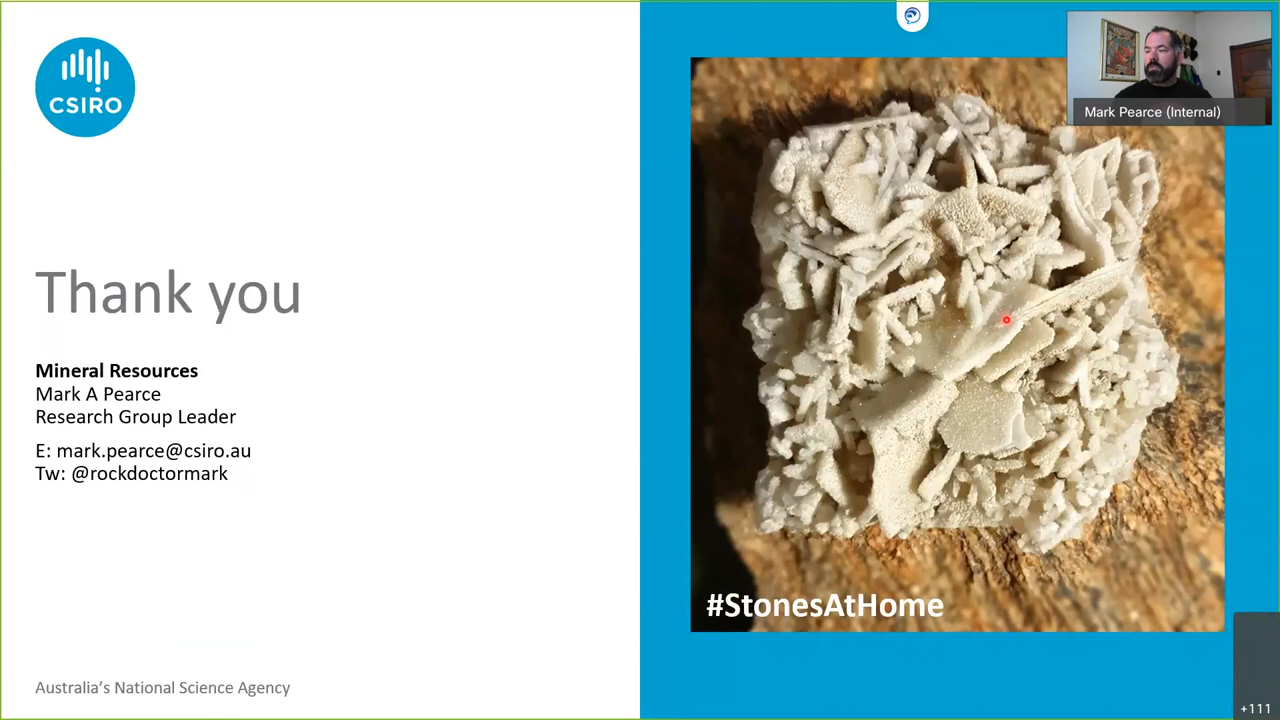 CSIRO
Thank you
Mineral Resources
Mark A Pearce
Research Group Leader
E: mark.pearce@csiro.au
Tw: @rockdoctormark
Australia's National Science Agency
#StonesAtHome
Mark Pearce (Internal)
+111